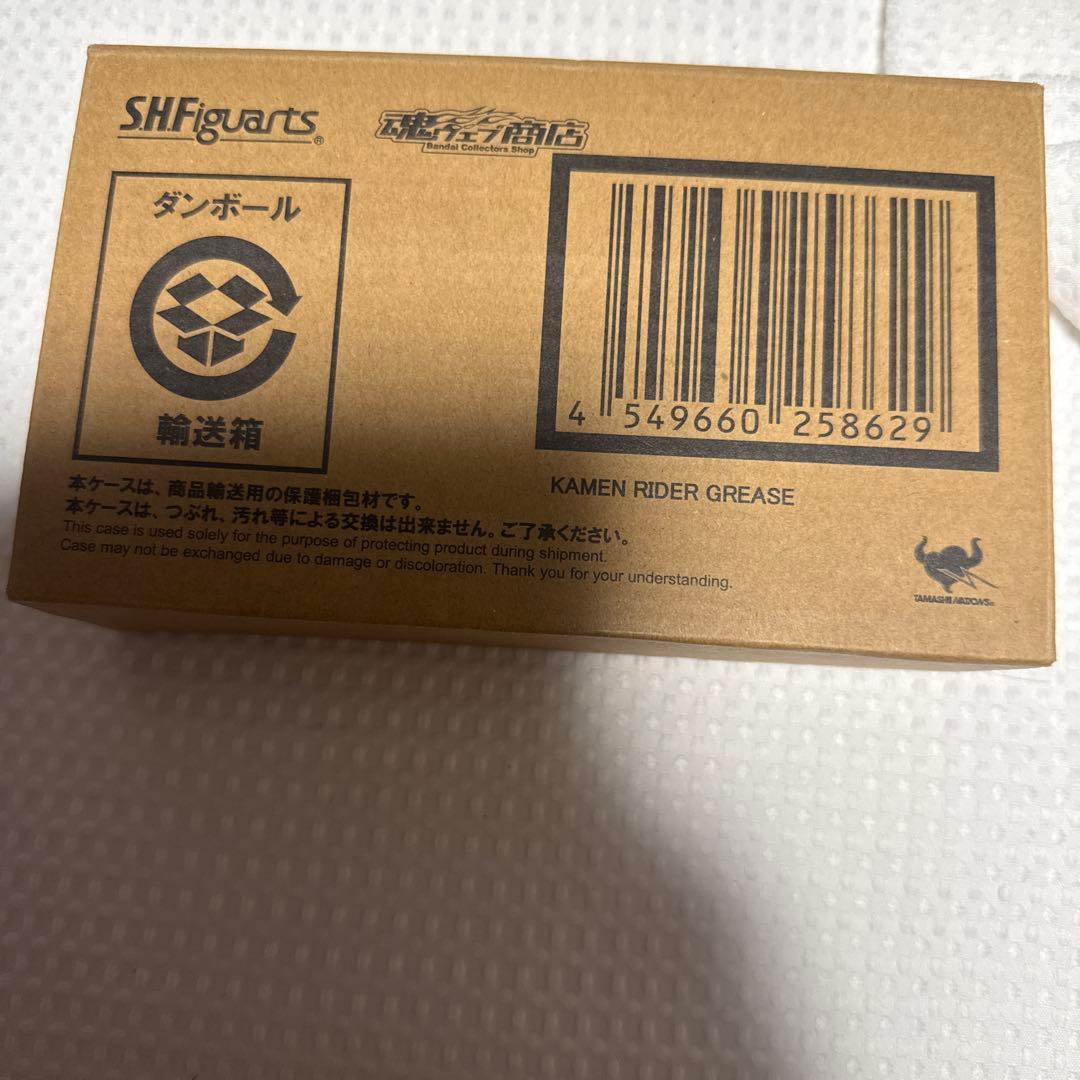 S.H.Figuarts®
魂ウェブ商店
Bandai Collectors Shop
ダンボール
輸送箱
4 549660 258629
KAMEN RIDER GREASE
本ケースは、商品輸送用の保護梱包材です。
本ケースは、つぶれ、汚れ等による交換は出来ません。ご了承ください。
This case is used solely for the purpose of protecting product during shipment.
Case may not be exchanged due to damage or discoloration. Thank you for your understanding.
TAMASHII NATIONS